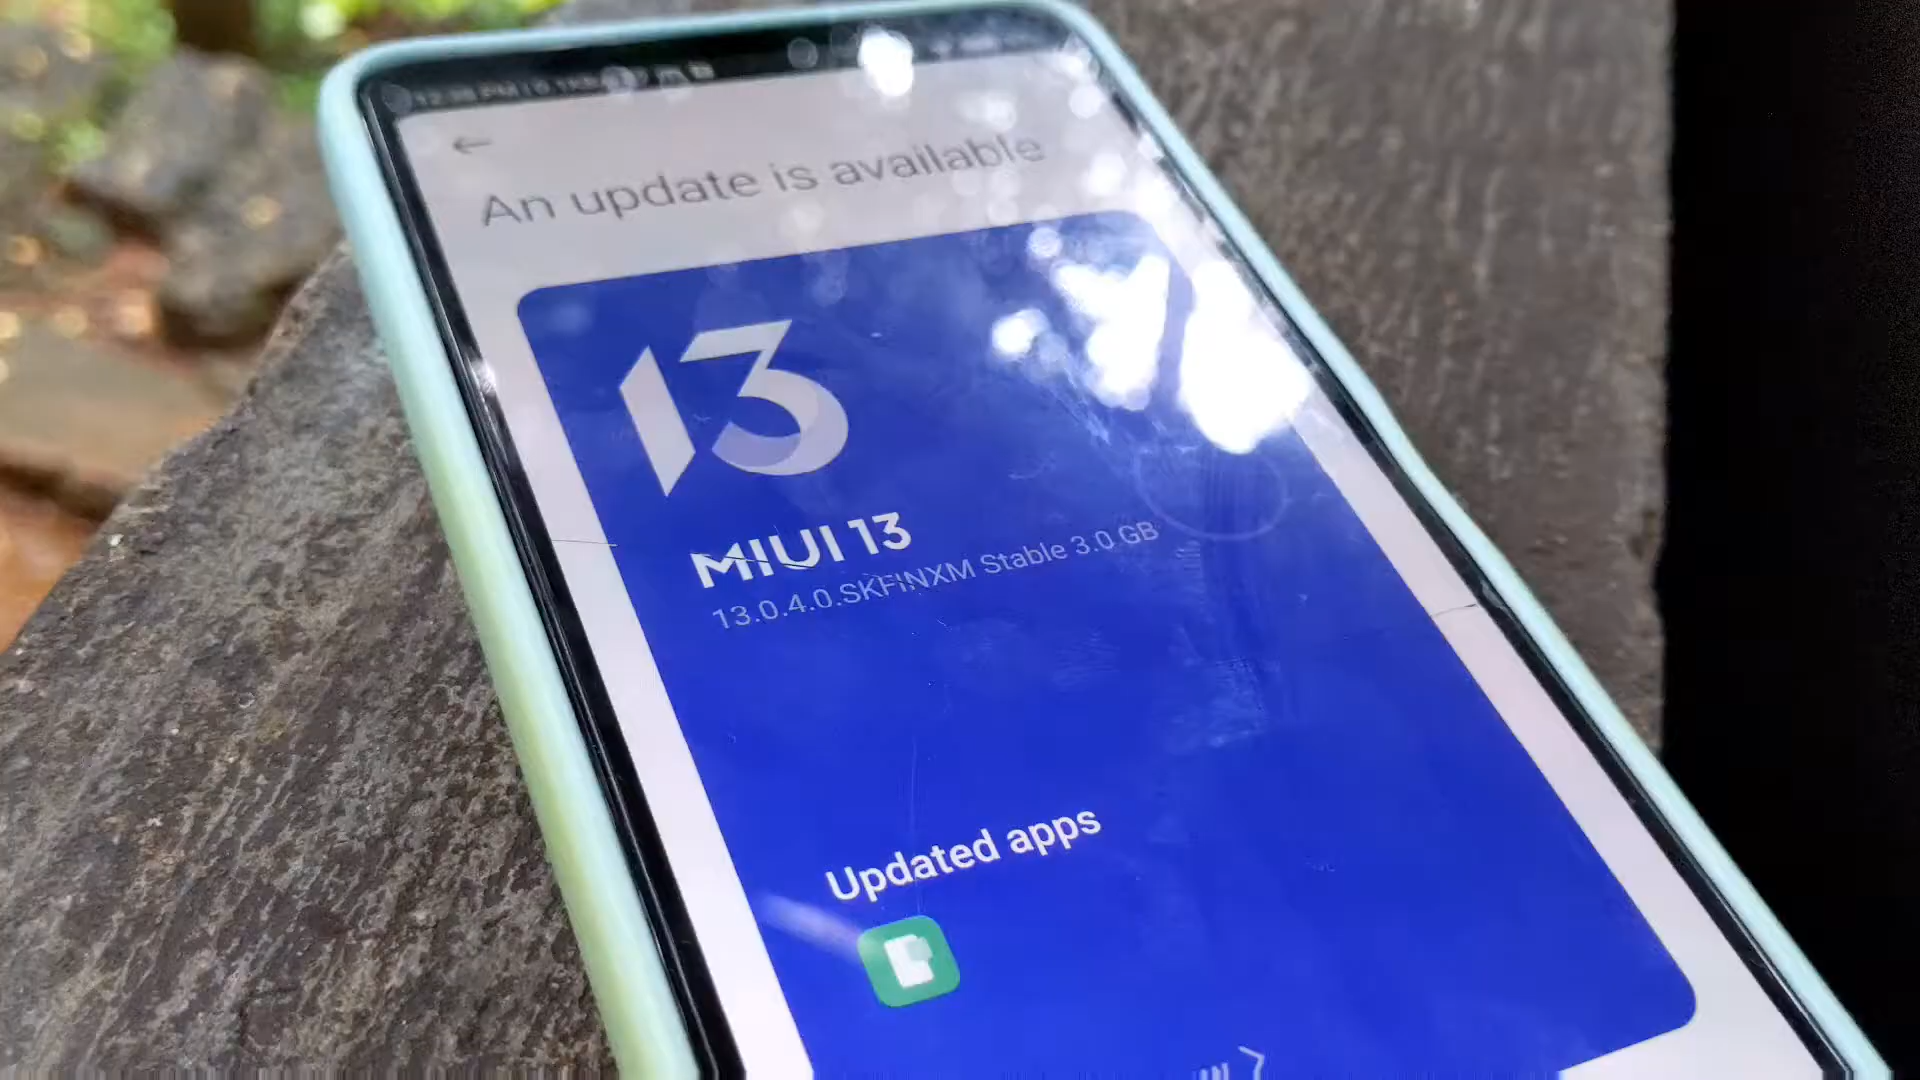 An update is available
13
MIUI 13
13.0.4.0.SKFINXM Stable 3.0 GB
Updated apps